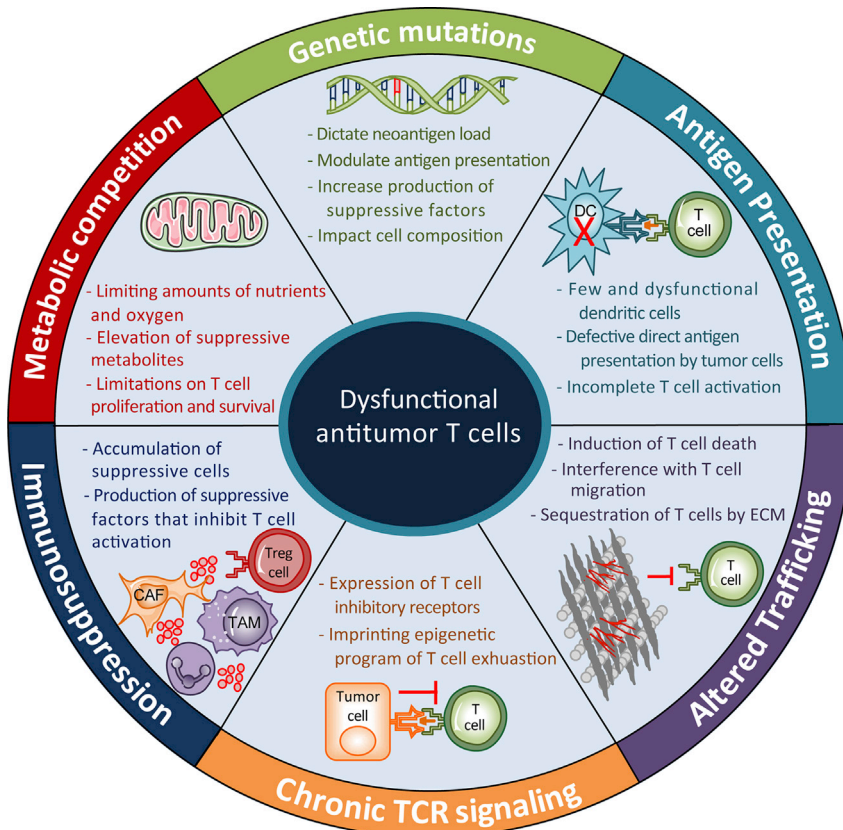 Genetic mutations
- Dictate neoantigen load
- Modulate antigen presentation
- Increase production of
suppressive factors
- Impact cell composition
Antigen Presentation
DC
X
T
cell
- Few and dysfunctional
dendritic cells
- Defective direct antigen
presentation by tumor cells
- Incomplete T cell activation
Altered Trafficking
- Induction of T cell death
- Interference with T cell
migration
- Sequestration of T cells by ECM
T
cell
Chronic TCR signaling
- Expression of T cell
inhibitory receptors
- Imprinting epigenetic
program of T cell exhuastion
Tumor
cell
T
cell
Immunosuppression
- Accumulation of
suppressive cells
- Production of suppressive
factors that inhibit T cell
activation
Treg
cell
CAF
TAM
Metabolic competition
- Limiting amounts of nutrients
and oxygen
- Elevation of suppressive
metabolites
- Limitations on T cell
proliferation and survival
Dysfunctional
antitumor T cells